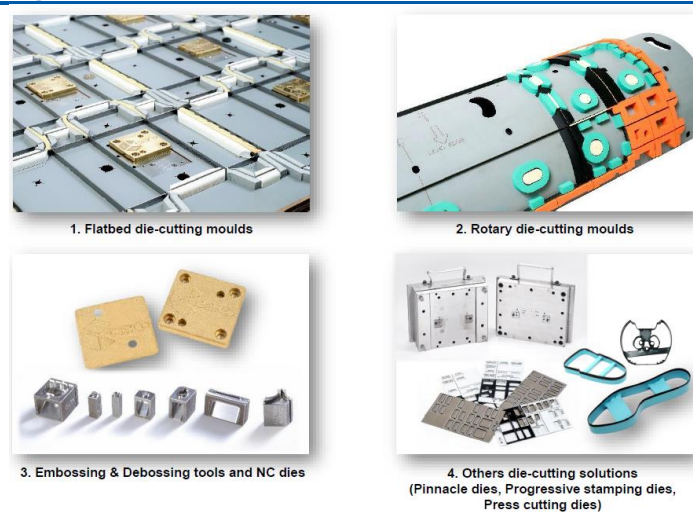 1. Flatbed die-cutting moulds
2. Rotary die-cutting moulds
3. Embossing & Debossing tools and NC dies
4. Others die-cutting solutions
(Pinnacle dies, Progressive stamping dies,
Press cutting dies)